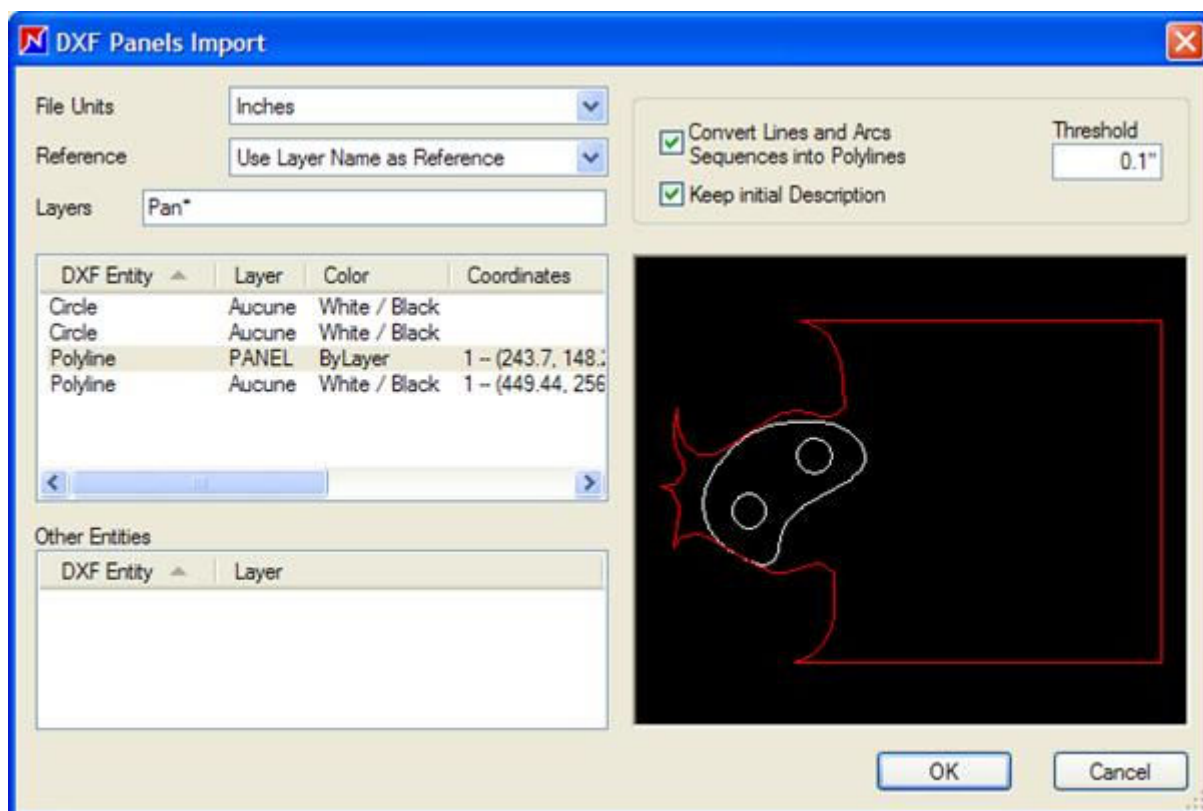 DXF Panels Import
File Units Inches
Reference Use Layer Name as Reference
Layers Pan*
Convert Lines and Arcs
Sequences into Polylines
Threshold
0.1"
Keep initial Description
DXF Entity Layer Color Coordinates
Circle Aucune White / Black
Circle Aucune White / Black
Polyline PANEL ByLayer 1 -- (243.7, 148.2
Polyline Aucune White / Black 1 -- (449.44, 256
Other Entities
DXF Entity Layer
OK Cancel